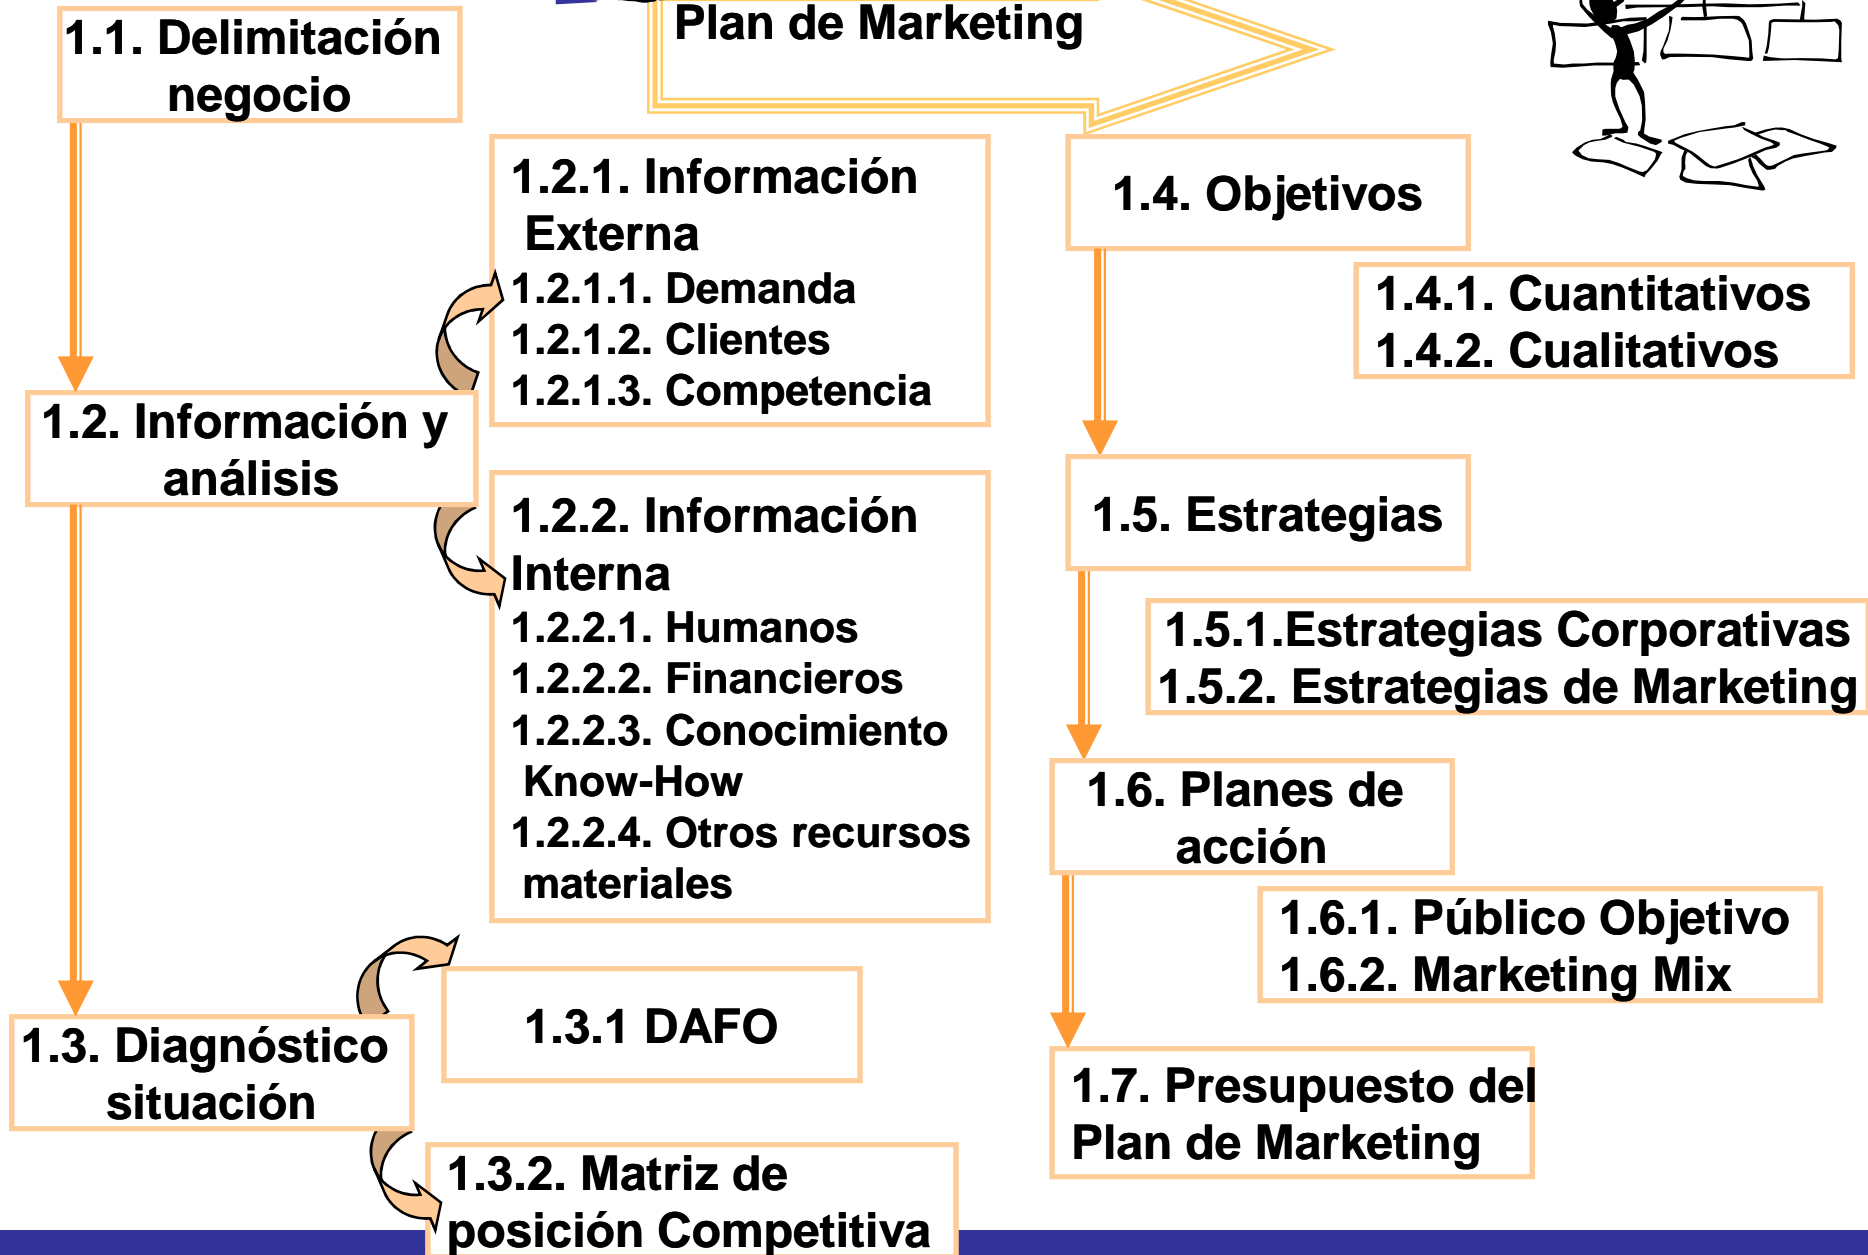 Plan de Marketing
1.1. Delimitación
negocio
1.2. Información y
análisis
1.2.1. Información
Externa
1.2.1.1. Demanda
1.2.1.2. Clientes
1.2.1.3. Competencia
1.2.2. Información
Interna
1.2.2.1. Humanos
1.2.2.2. Financieros
1.2.2.3. Conocimiento
Know-How
1.2.2.4. Otros recursos
materiales
1.3. Diagnóstico
situación
1.3.1 DAFO
1.3.2. Matriz de
posición Competitiva
1.4. Objetivos
1.4.1. Cuantitativos
1.4.2. Cualitativos
1.5. Estrategias
1.5.1.Estrategias Corporativas
1.5.2. Estrategias de Marketing
1.6. Planes de
acción
1.6.1. Público Objetivo
1.6.2. Marketing Mix
1.7. Presupuesto del
Plan de Marketing